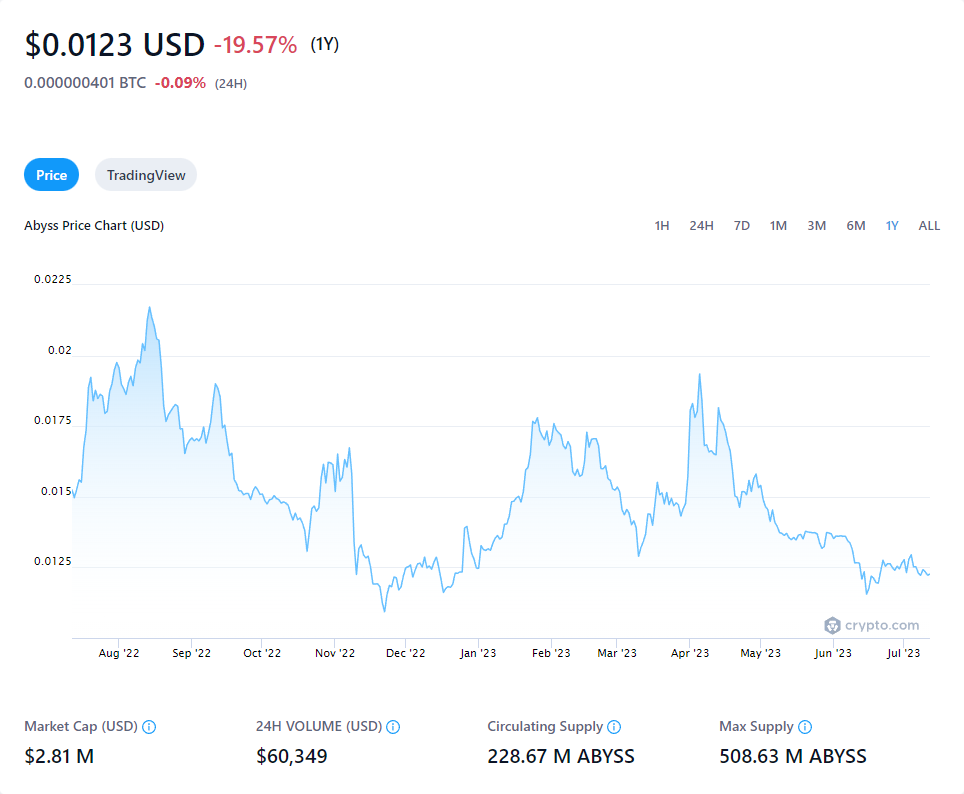 $0.0123 USD -19.57% (1Y)
0.000000401 BTC -0.09% (24H)
Price TradingView
Abyss Price Chart (USD) 1H 24H 7D 1M 3M 6M 1Y ALL
0.0225
0.02
0.0175
0.015
0.0125
crypto.com
Aug '22 Sep '22 Oct '22 Nov '22 Dec '22 Jan '23 Feb '23 Mar '23 Apr '23 May '23 Jun '23 Jul '23
Market Cap (USD) 24H VOLUME (USD) Circulating Supply Max Supply
$2.81 M $60,349 228.67 M ABYSS 508.63 M ABYSS